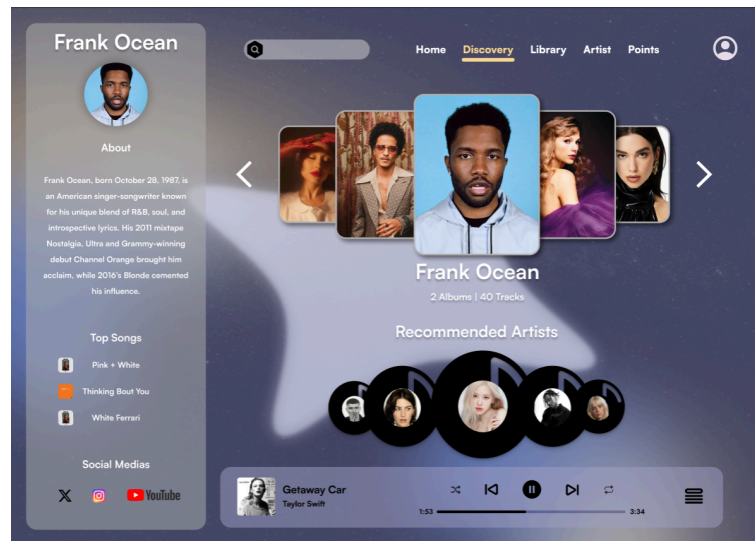 Frank Ocean
About
Frank Ocean, born October 28, 1987, is
an American singer-songwriter known
for his unique blend of R&B, soul, and
introspective lyrics. His 2011 mixtape
Nostalgia, Ultra and Grammy-winning
debut Channel Orange brought him
acclaim, while 2016's Blonde cemented
his influence.
Top Songs
Pink + White
Thinking Bout You
White Ferrari
Social Medias
YouTube
Home Discovery Library Artist Points
Frank Ocean
2 Albums | 40 Tracks
Recommended Artists
Getaway Car
Taylor Swift
1:53
3:34